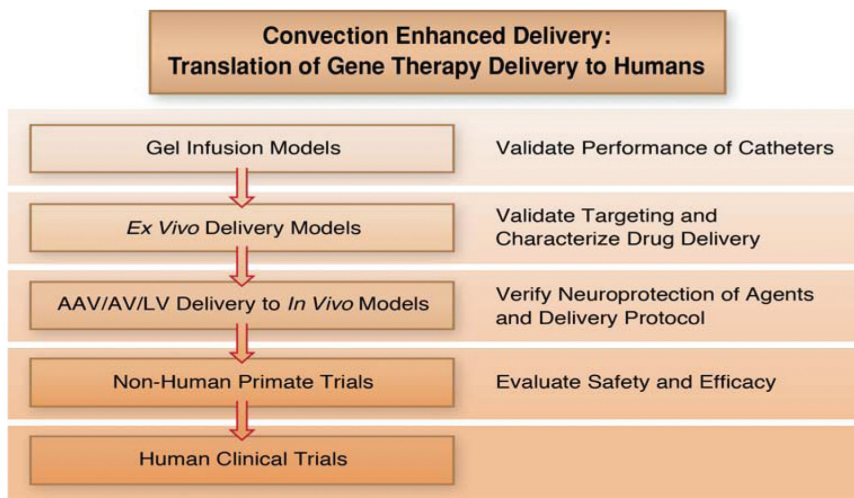 Convection Enhanced Delivery:
Translation of Gene Therapy Delivery to Humans
Gel Infusion Models
Validate Performance of Catheters
Ex Vivo Delivery Models
Validate Targeting and
Characterize Drug Delivery
AAV/AV/LV Delivery to In Vivo Models
Verify Neuroprotection of Agents
and Delivery Protocol
Non-Human Primate Trials
Evaluate Safety and Efficacy
Human Clinical Trials